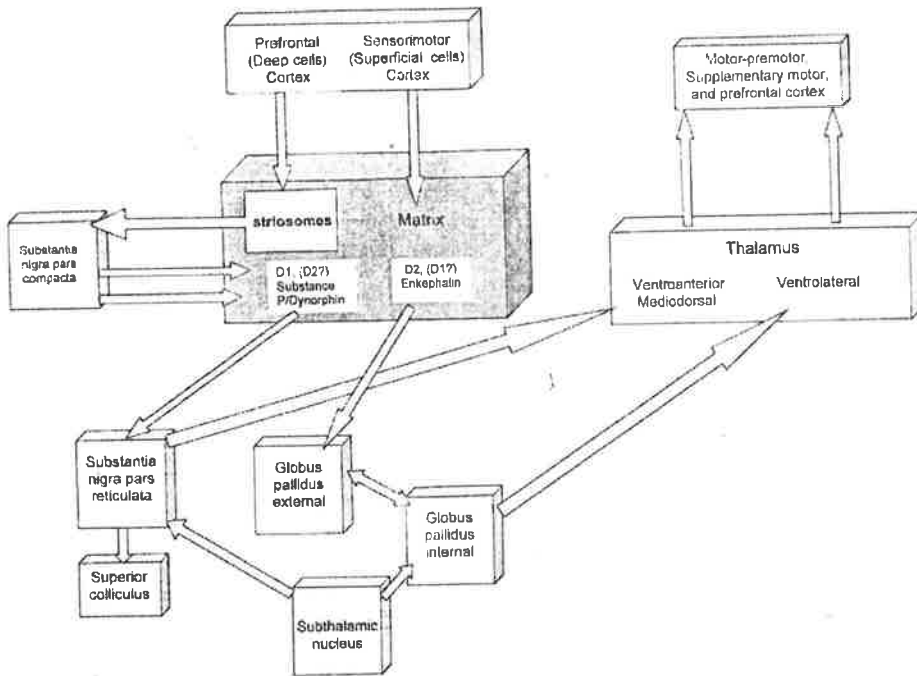 Prefrontal
(Deep cells)
Cortex
Sensorimotor
(Superficial cells)
Cortex
Motor-premotor,
Supplementary motor,
and prefrontal cortex
striosomes
Matrix
Substantia
nigra pars
compacta
D1, (D2?)
Substance
P/Dynorphin
D2, (D1?)
Enkephalin
Thalamus
Ventroanterior
Mediodorsal
Ventrolateral
Substantia
nigra pars
reticulata
Globus
pallidus
external
Globus
pallidus
internal
Superior
colliculus
Subthalamic
nucleus